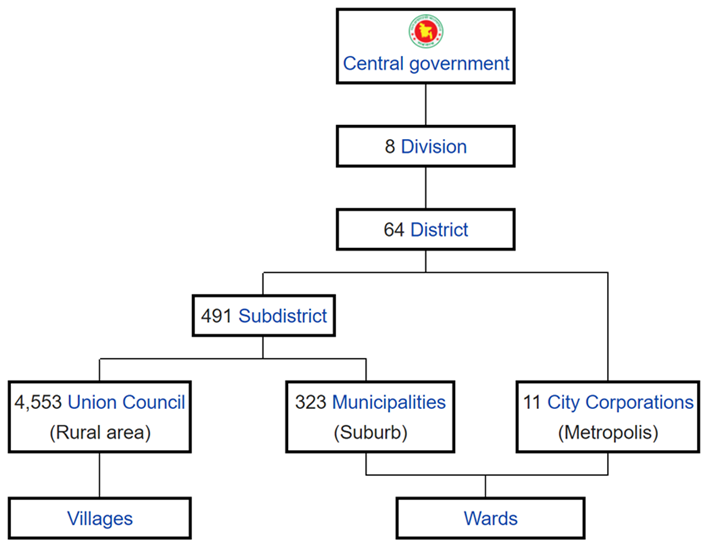 Central government
8 Division
64 District
491 Subdistrict
4,553 Union Council
(Rural area)
323 Municipalities
(Suburb)
11 City Corporations
(Metropolis)
Villages
Wards